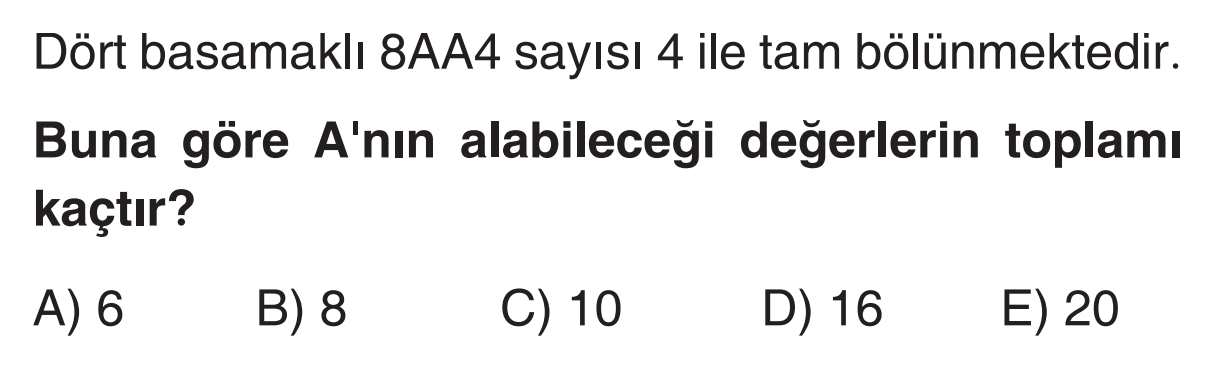 Dört basamaklı 8AA4 sayısı 4 ile tam bölünmektedir.
Buna göre A'nın alabileceği değerlerin toplamı
kaçtır?
A) 6 B) 8 C) 10 D) 16 E) 20